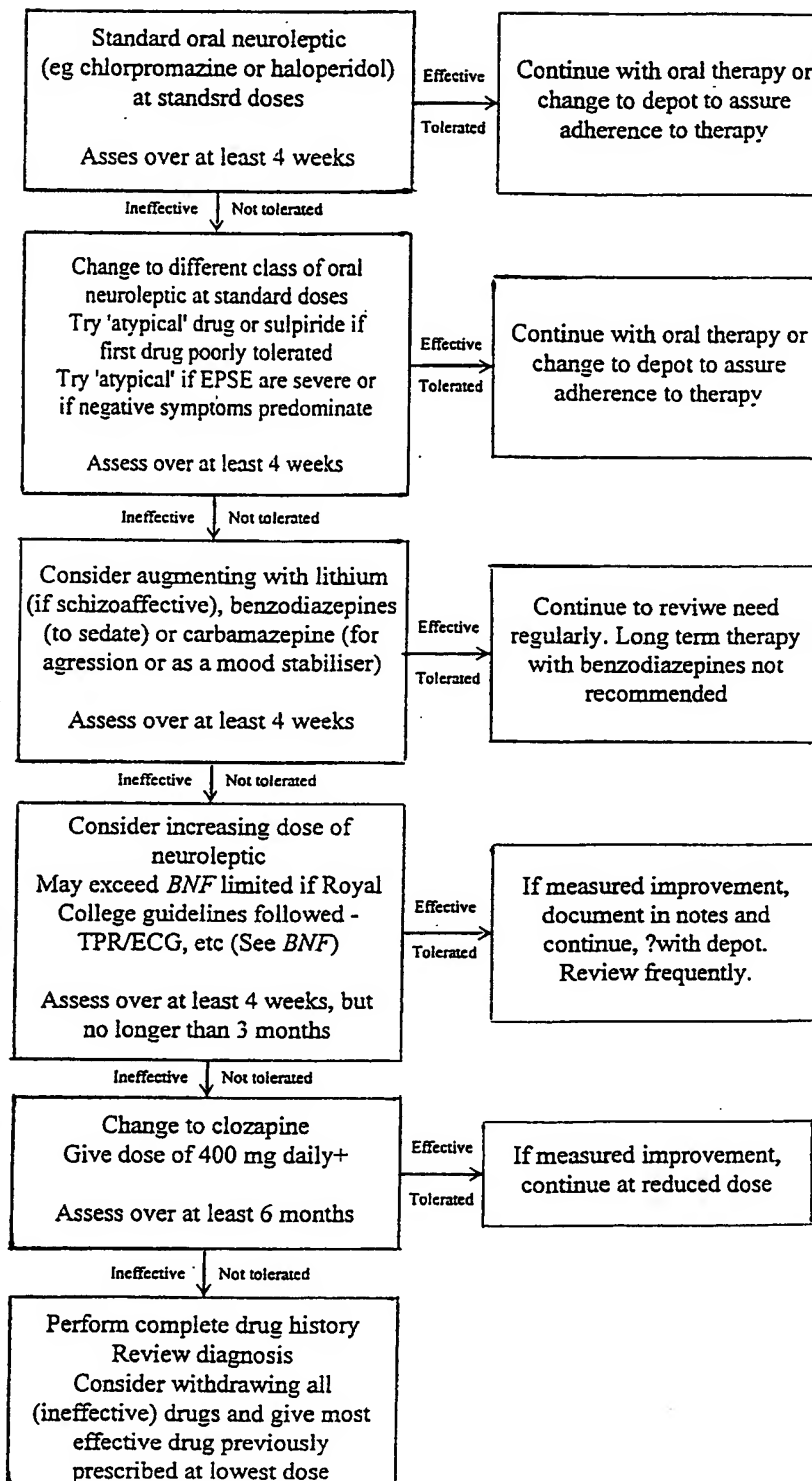 Standard oral neuroleptic
(eg chlorpromazine or haloperidol)
at standsrd doses
Asses over at least 4 weeks
Effective
Tolerated
Continue with oral therapy or
change to depot to assure
adherence to therapy
Ineffective Not tolerated
Change to different class of oral
neuroleptic at standard doses
Try 'atypical' drug or sulpiride if
first drug poorly tolerated
Try 'atypical' if EPSE are severe or
if negative symptoms predominate
Assess over at least 4 weeks
Effective
Tolerated
Continue with oral therapy or
change to depot to assure
adherence to therapy
Ineffective Not tolerated
Consider augmenting with lithium
(if schizoaffective), benzodiazepines
(to sedate) or carbamazepine (for
agression or as a mood stabiliser)
Assess over at least 4 weeks
Effective
Tolerated
Continue to reviwe need
regularly. Long term therapy
with benzodiazepines not
recommended
Ineffective Not tolerated
Consider increasing dose of
neuroleptic
May exceed BNF limited if Royal
College guidelines followed -
TPR/ECG, etc (See BNF)
Assess over at least 4 weeks, but
no longer than 3 months
Effective
Tolerated
If measured improvement,
document in notes and
continue, ?with depot.
Review frequently.
Ineffective Not tolerated
Change to clozapine
Give dose of 400 mg daily+
Assess over at least 6 months
Effective
Tolerated
If measured improvement,
continue at reduced dose
Ineffective Not tolerated
Perform complete drug history
Review diagnosis
Consider withdrawing all
(ineffective) drugs and give most
effective drug previously
prescribed at lowest dose